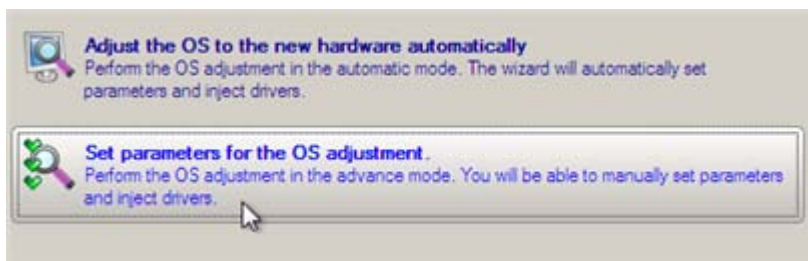 Adjust the OS to the new hardware automatically
Perform the OS adjustment in the automatic mode. The wizard will automatically set
parameters and inject drivers.
Set parameters for the OS adjustment.
Perform the OS adjustment in the advance mode. You will be able to manually set parameters
and inject drivers.